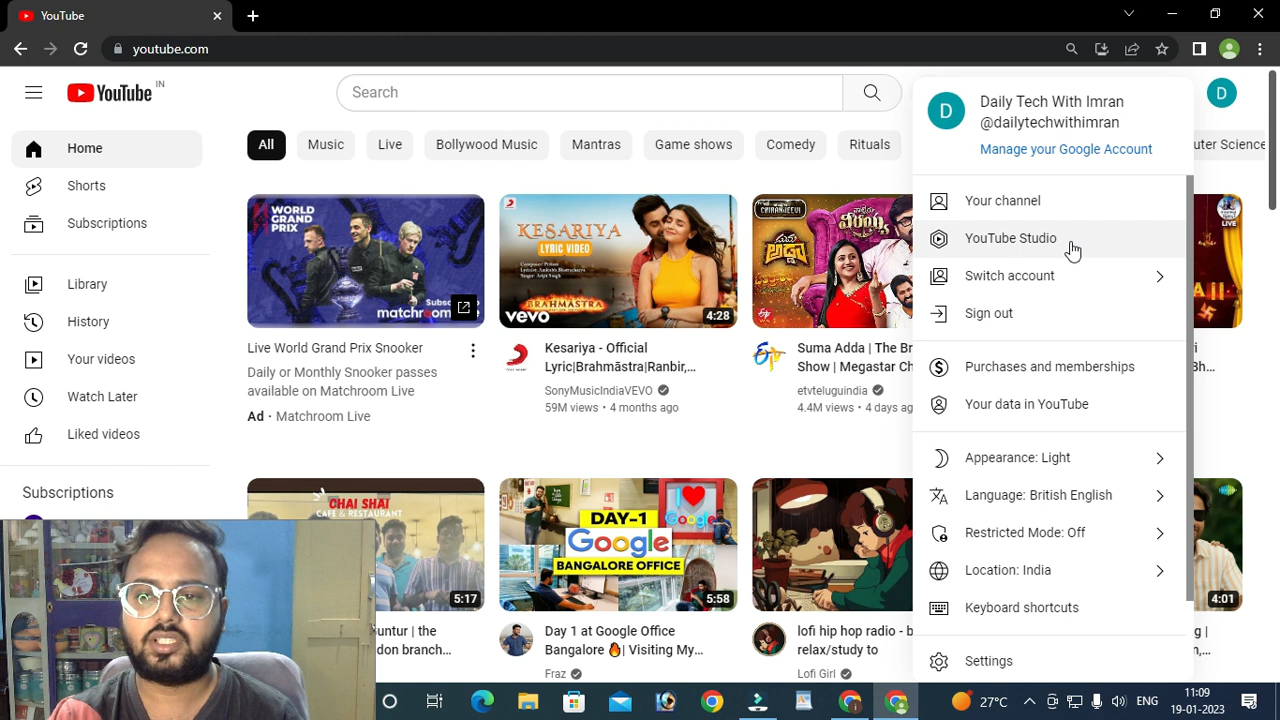 YouTube
youtube.com
YouTube IN
Search
D
Daily Tech With Imran
@dailytechwithimran
Manage your Google Account
D
All
Music
Live
Bollywood Music
Mantras
Game shows
Comedy
Rituals
uter Science
Home
Shorts
Subscriptions
Library
History
Your videos
Watch Later
Liked videos
Subscriptions
WORLD
GRAND
PRIX
matchroom
Live World Grand Prix Snooker
Daily or Monthly Snooker passes
available on Matchroom Live
Ad · Matchroom Live
KESARIYA
LYRIC VIDEO
BRAHMĀSTRA
vevo
4:28
Kesariya - Official
Lyric|Brahmāstra|Ranbir,...
SonyMusicIndiaVEVO
59M views • 4 months ago
CHIRANJEEVI
సుమ
అడ్డా
Suma Adda | The Br
Show | Megastar Ch
etvteluguindia
4.4M views • 4 days ag
LIVE
CHAI SHAI
CAFE & RESTAURANT
5:17
untur | the
don branch...
DAY-1
Google
BANGALORE OFFICE
5:58
Day 1 at Google Office
Bangalore 🔥| Visiting My...
Fraz
lofi hip hop radio - b
relax/study to
Lofi Girl
4:01
Your channel
YouTube Studio
Switch account
Sign out
Purchases and memberships
Your data in YouTube
Appearance: Light
Language: British English
Restricted Mode: Off
Location: India
Keyboard shortcuts
Settings
27°C
ENG
11:09
19-01-2023